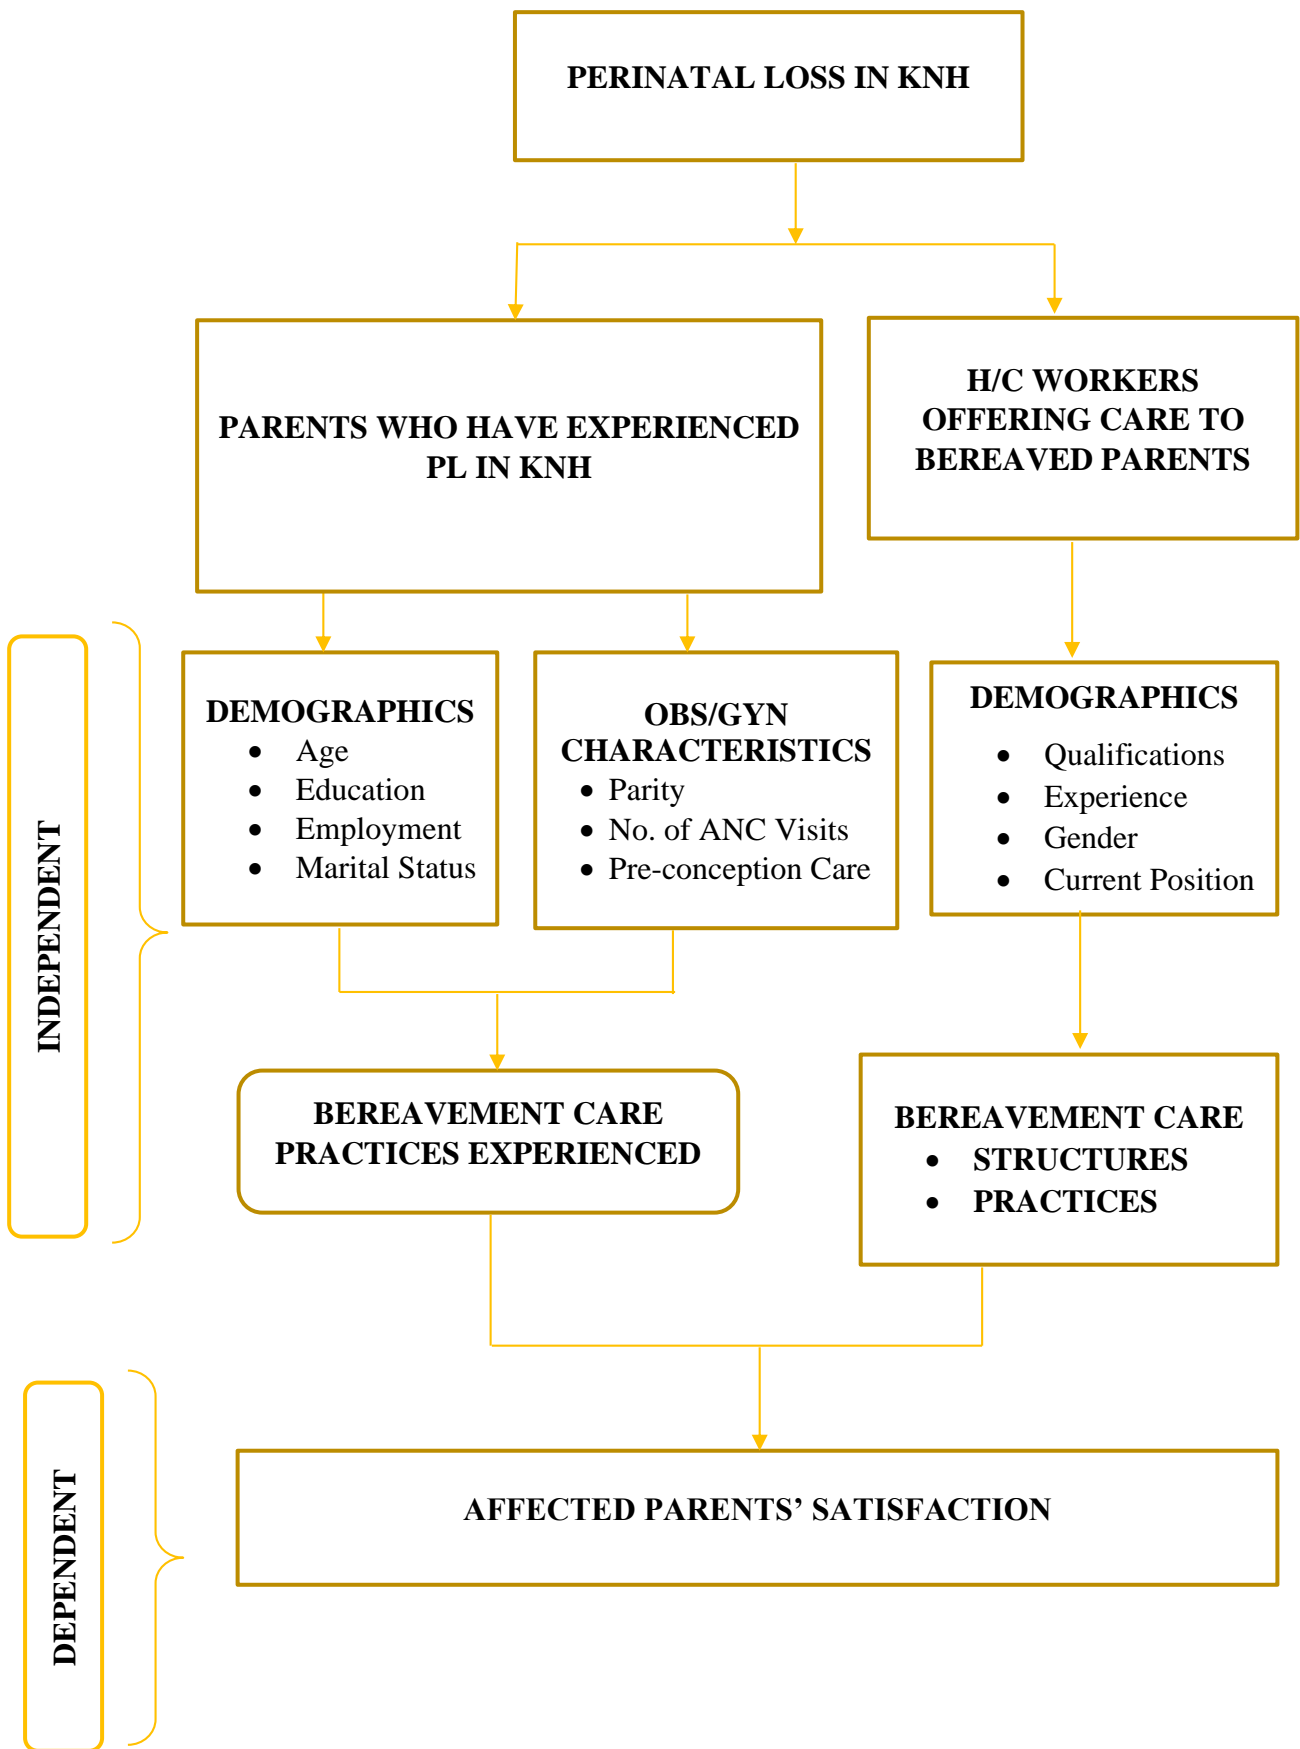 PERINATAL LOSS IN KNH
PARENTS WHO HAVE EXPERIENCED
PL IN KNH
H/C WORKERS
OFFERING CARE TO
BEREAVED PARENTS
INDEPENDENT
DEMOGRAPHICS
• Age
• Education
• Employment
• Marital Status
OBS/GYN
CHARACTERISTICS
• Parity
• No. of ANC Visits
• Pre-conception Care
DEMOGRAPHICS
• Qualifications
• Experience
• Gender
• Current Position
BEREAVEMENT CARE
PRACTICES EXPERIENCED
BEREAVEMENT CARE
• STRUCTURES
• PRACTICES
DEPENDENT
AFFECTED PARENTS’ SATISFACTION